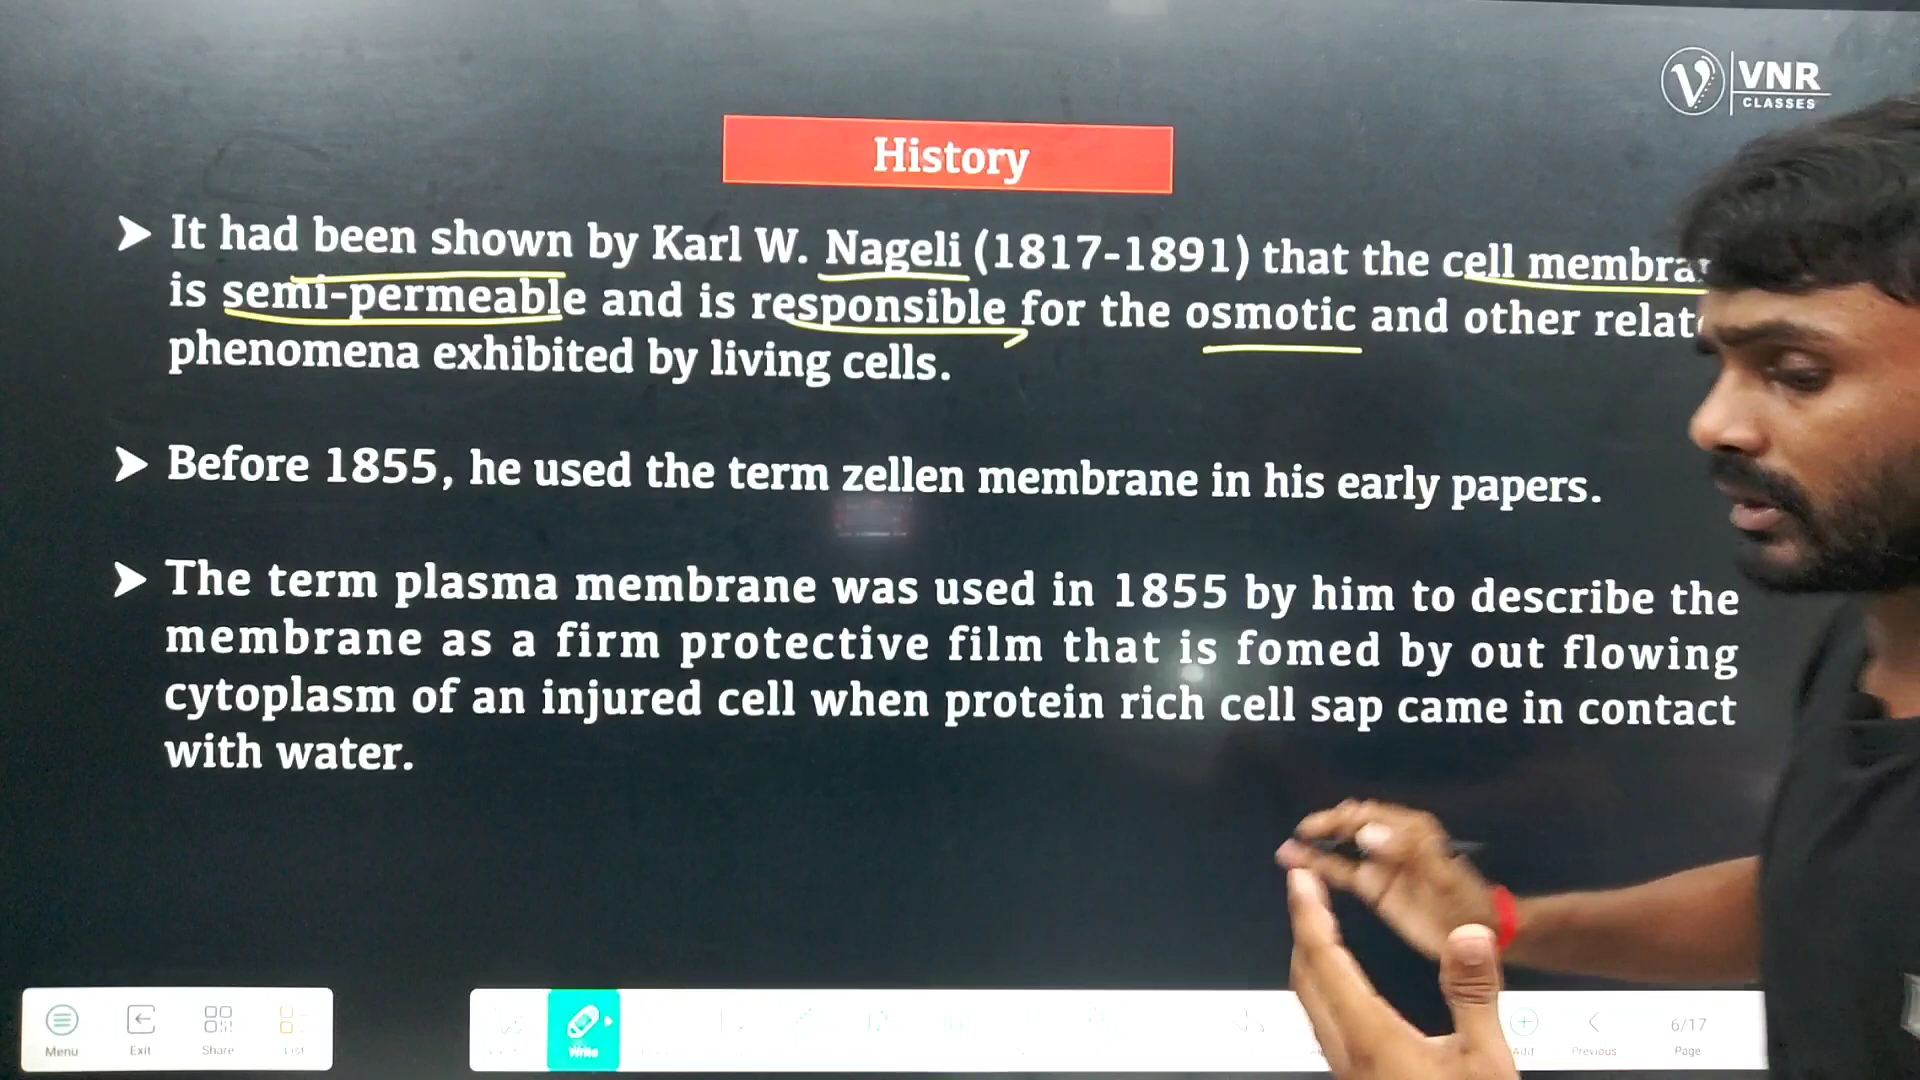 VNR
CLASSES
History
➤ It had been shown by Karl W. Nageli (1817-1891) that the cell
is semi-permeable and is responsible for the osmotic and other
phenomena exhibited by living cells.
➤ Before 1855, he used the term zellen membrane in his early papers.
➤ The term plasma membrane was used in 1855 by him to describe the
membrane as a firm protective film that is fomed by out flowing
cytoplasm of an injured cell when protein rich cell sap came in contact
with water.
Menu Exit Share List Write Add Previous 6/17 Page